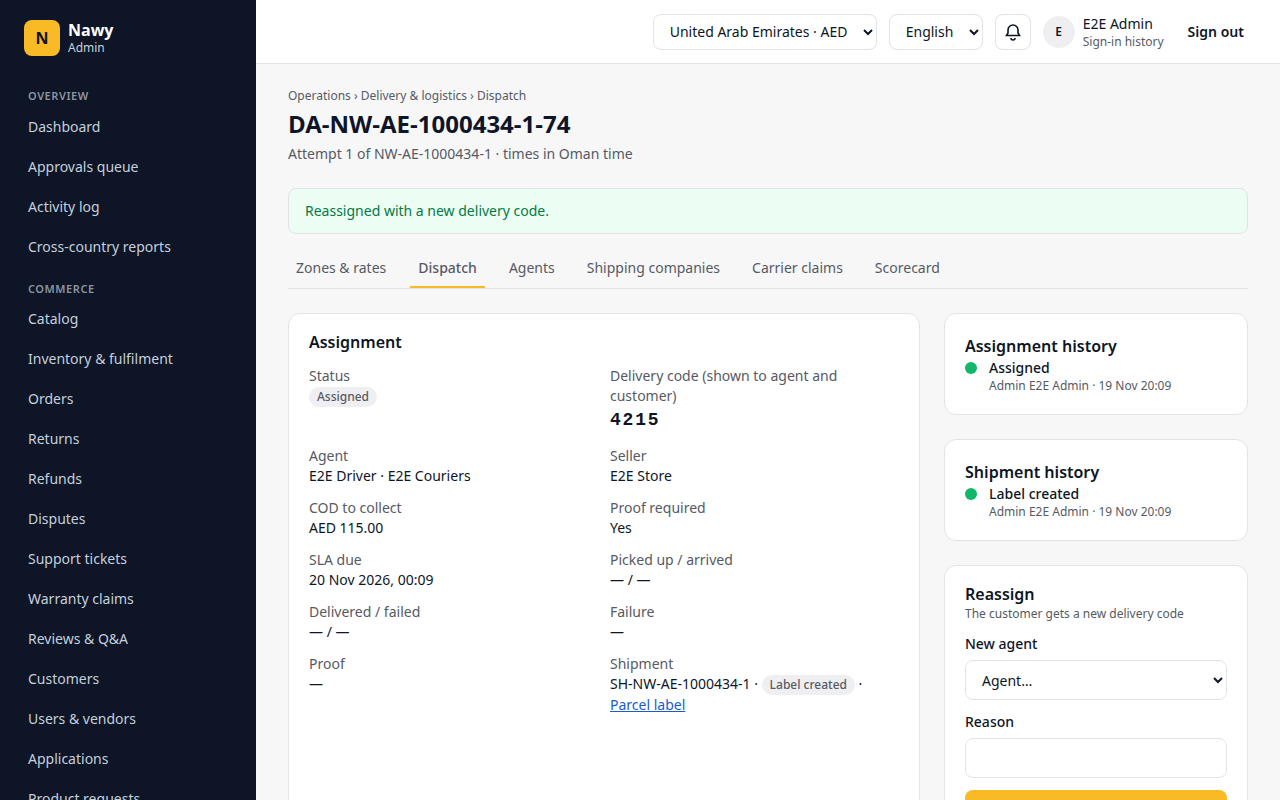 N
Nawy
Admin
United Arab Emirates · AED
English
E
E2E Admin
Sign-in history
Sign out
OVERVIEW
Dashboard
Approvals queue
Activity log
Cross-country reports
COMMERCE
Catalog
Inventory & fulfilment
Orders
Returns
Refunds
Disputes
Support tickets
Warranty claims
Reviews & Q&A
Customers
Users & vendors
Applications
Product requests
Operations › Delivery & logistics › Dispatch
DA-NW-AE-1000434-1-74
Attempt 1 of NW-AE-1000434-1 · times in Oman time
Reassigned with a new delivery code.
Zones & rates
Dispatch
Agents
Shipping companies
Carrier claims
Scorecard
Assignment
Status
Assigned
Delivery code (shown to agent and
customer)
4215
Agent
E2E Driver · E2E Couriers
Seller
E2E Store
COD to collect
AED 115.00
Proof required
Yes
SLA due
20 Nov 2026, 00:09
Picked up / arrived
— / —
Delivered / failed
— / —
Failure
—
Proof
—
Shipment
SH-NW-AE-1000434-1 · Label created ·
Parcel label
Assignment history
Assigned
Admin E2E Admin · 19 Nov 20:09
Shipment history
Label created
Admin E2E Admin · 19 Nov 20:09
Reassign
The customer gets a new delivery code
New agent
Agent…
Reason